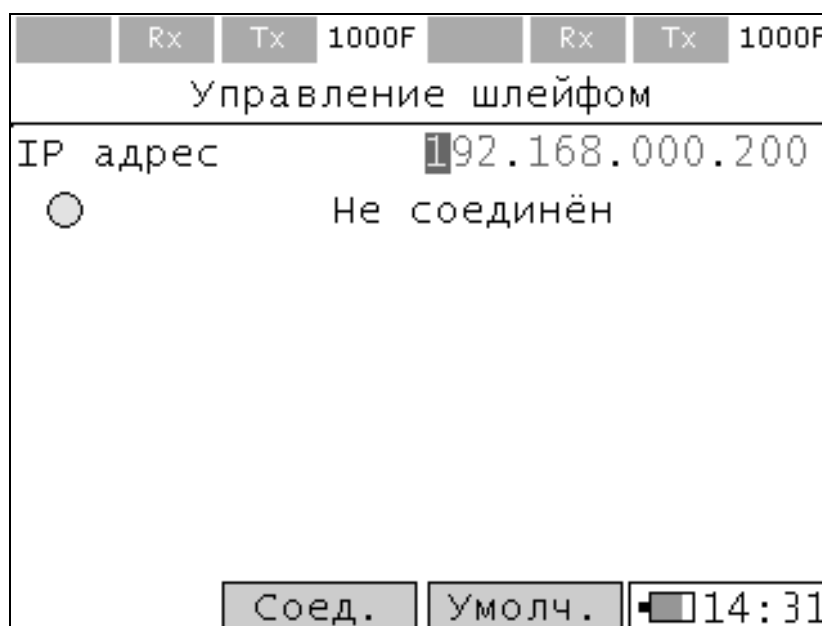 Rx Tx 1000F Rx Tx 1000F
Управление шлейфом
IP адрес 192.168.000.200
Не соединён
Соед. Умолч. 14:31